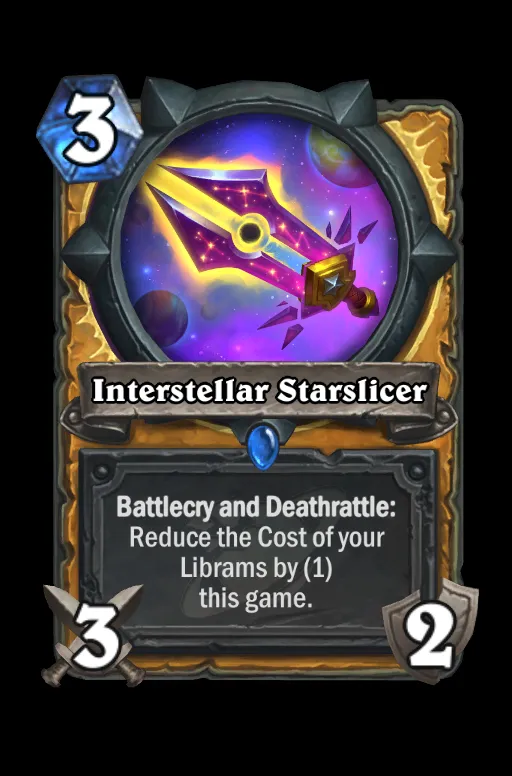 3
Interstellar Starslicer
Battlecry and Deathrattle:
Reduce the Cost of your
Librams by (1)
this game.
3
2